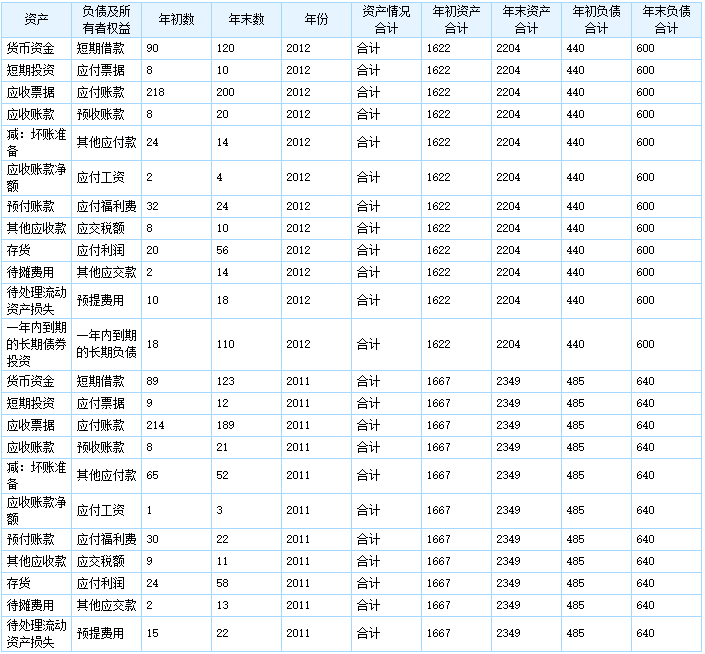 资产 负债及所有者权益 年初数 年末数 年份 资产情况合计 年初资产合计 年末资产合计 年初负债合计 年末负债合计
货币资金 短期借款 90 120 2012 合计 1622 2204 440 600
短期投资 应付票据 8 10 2012 合计 1622 2204 440 600
应收票据 应付账款 218 200 2012 合计 1622 2204 440 600
应收账款 预收账款 8 20 2012 合计 1622 2204 440 600
减：坏账准备 其他应付款 24 14 2012 合计 1622 2204 440 600
应收账款净额 应付工资 2 4 2012 合计 1622 2204 440 600
预付账款 应付福利费 32 24 2012 合计 1622 2204 440 600
其他应收款 应交税额 8 10 2012 合计 1622 2204 440 600
存货 应付利润 20 56 2012 合计 1622 2204 440 600
待摊费用 其他应交款 2 14 2012 合计 1622 2204 440 600
待处理流动资产损失 预提费用 10 18 2012 合计 1622 2204 440 600
一年内到期的长期债券投资 一年内到期的长期负债 18 110 2012 合计 1622 2204 440 600
货币资金 短期借款 89 123 2011 合计 1667 2349 485 640
短期投资 应付票据 9 12 2011 合计 1667 2349 485 640
应收票据 应付账款 214 189 2011 合计 1667 2349 485 640
应收账款 预收账款 8 21 2011 合计 1667 2349 485 640
减：坏账准备 其他应付款 65 52 2011 合计 1667 2349 485 640
应收账款净额 应付工资 1 3 2011 合计 1667 2349 485 640
预付账款 应付福利费 30 22 2011 合计 1667 2349 485 640
其他应收款 应交税额 9 11 2011 合计 1667 2349 485 640
存货 应付利润 24 58 2011 合计 1667 2349 485 640
待摊费用 其他应交款 2 13 2011 合计 1667 2349 485 640
待处理流动资产损失 预提费用 15 22 2011 合计 1667 2349 485 640